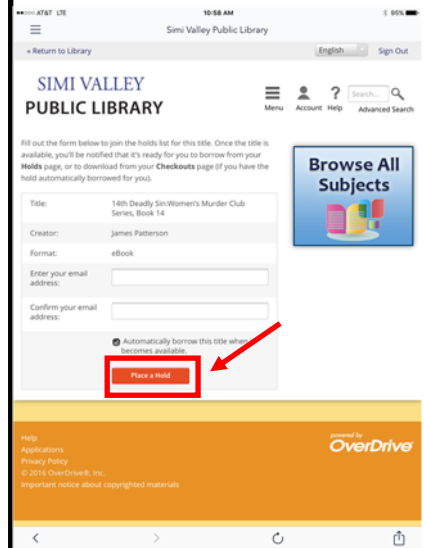 AT&T LTE 10:58 AM 95%
Simi Valley Public Library
« Return to Library English Sign Out
SIMI VALLEY
PUBLIC LIBRARY
Menu Account Help Search... Advanced Search
Fill out the form below to join the holds list for this title. Once the title is
available, you'll be notified that it's ready for you to borrow from your
Holds page, or to download from your Checkouts page (if you have the
hold automatically borrowed for you).
Browse All
Subjects
Title: 14th Deadly Sin:Women's Murder Club
Series, Book 14
Creator: James Patterson
Format: eBook
Enter your email
address:
Confirm your email
address:
Automatically borrow this title when
becomes available.
Place a Hold
Help
Applications
Privacy Policy
© 2016 OverDrive®, Inc.
Important notice about copyrighted materials
powered by
OverDrive